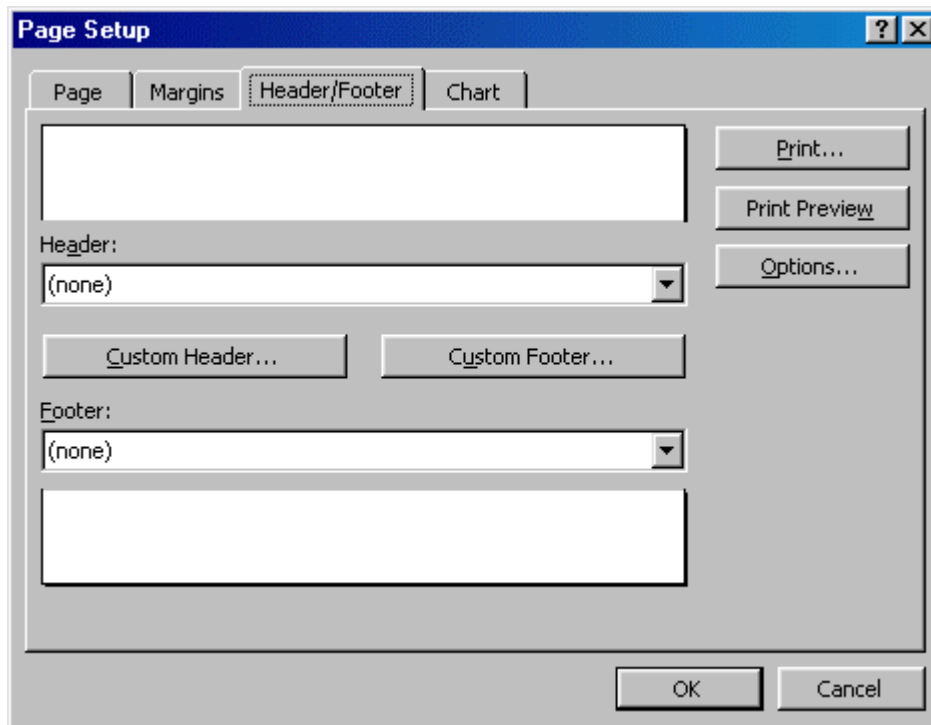 Page Setup
Page Margins Header/Footer Chart
Print...
Print Preview
Header:
Options...
(none)
Custom Header... Custom Footer...
Footer:
(none)
OK Cancel